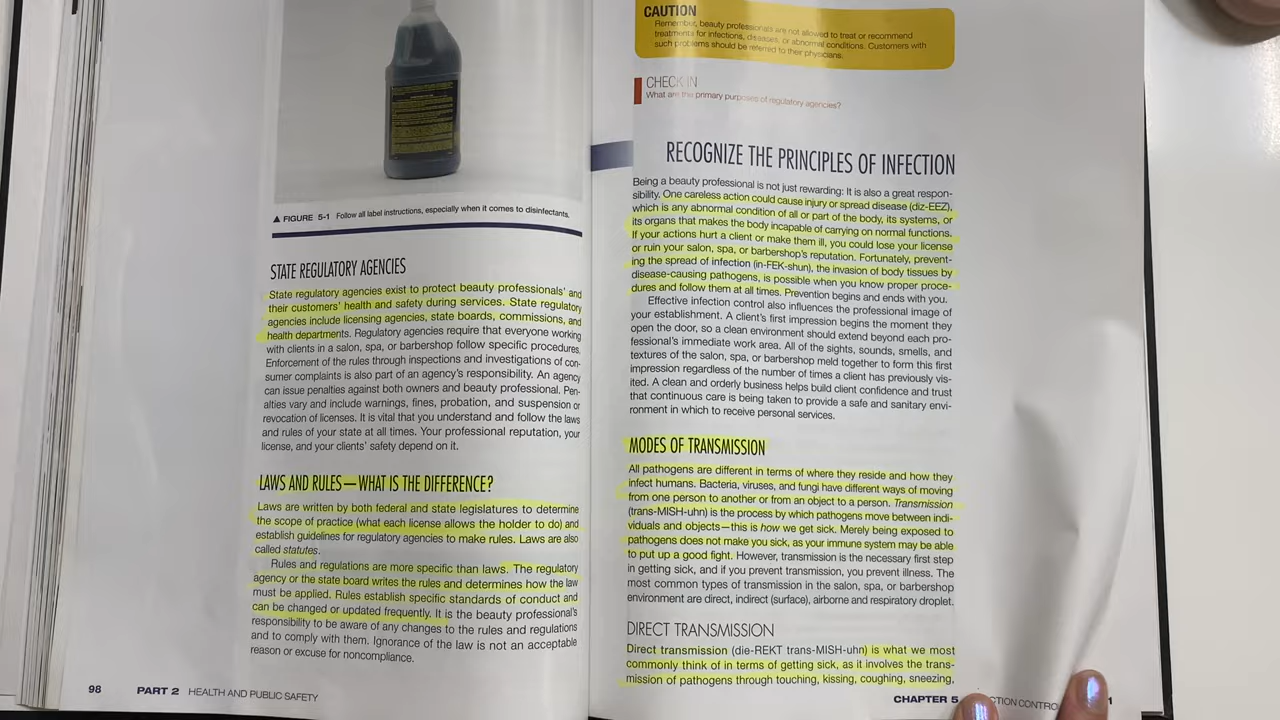 ▲ FIGURE 5-1 Follow all label instructions, especially when it comes to disinfectants.
STATE REGULATORY AGENCIES
State regulatory agencies exist to protect beauty professionals' and
their customers' health and safety during services. State regulatory
agencies include licensing agencies, state boards, commissions, and
health departments. Regulatory agencies require that everyone working
with clients in a salon, spa, or barbershop follow specific procedures.
Enforcement of the rules through inspections and investigations of con-
sumer complaints is also part of an agency's responsibility. An agency
can issue penalties against both owners and beauty professional. Pen-
alties vary and include warnings, fines, probation, and suspension or
revocation of licenses. It is vital that you understand and follow the laws
and rules of your state at all times. Your professional reputation, your
license, and your clients' safety depend on it.
LAWS AND RULES—WHAT IS THE DIFFERENCE?
Laws are written by both federal and state legislatures to determine
the scope of practice (what each license allows the holder to do) and
establish guidelines for regulatory agencies to make rules. Laws are also
called statutes.
Rules and regulations are more specific than laws. The regulatory
agency or the state board writes the rules and determines how the law
must be applied. Rules establish specific standards of conduct and
can be changed or updated frequently. It is the beauty professional's
responsibility to be aware of any changes to the rules and regulations
and to comply with them. Ignorance of the law is not an acceptable
reason or excuse for noncompliance.
98 PART 2 HEALTH AND PUBLIC SAFETY
CAUTION
Remember, beauty professionals are not allowed to treat or recommend
treatments for infections, diseases, or abnormal conditions. Customers with
such problems should be referred to their physicians.
CHECK IN
What are the primary purposes of regulatory agencies?
RECOGNIZE THE PRINCIPLES OF INFECTION
Being a beauty professional is not just rewarding: It is also a great respon-
sibility. One careless action could cause injury or spread disease (diz-EEZ),
which is any abnormal condition of all or part of the body, its systems, or
its organs that makes the body incapable of carrying on normal functions.
If your actions hurt a client or make them ill, you could lose your license
or ruin your salon, spa, or barbershop's reputation. Fortunately, prevent-
ing the spread of infection (in-FEK-shun), the invasion of body tissues by
disease-causing pathogens, is possible when you know proper proce-
dures and follow them at all times. Prevention begins and ends with you.
Effective infection control also influences the professional image of
your establishment. A client's first impression begins the moment they
open the door, so a clean environment should extend beyond each pro-
fessional's immediate work area. All of the sights, sounds, smells, and
textures of the salon, spa, or barbershop meld together to form this first
impression regardless of the number of times a client has previously vis-
ited. A clean and orderly business helps build client confidence and trust
that continuous care is being taken to provide a safe and sanitary envi-
ronment in which to receive personal services.
MODES OF TRANSMISSION
All pathogens are different in terms of where they reside and how they
infect humans. Bacteria, viruses, and fungi have different ways of moving
from one person to another or from an object to a person. Transmission
(trans-MISH-uhn) is the process by which pathogens move between indi-
viduals and objects—this is how we get sick. Merely being exposed to
pathogens does not make you sick, as your immune system may be able
to put up a good fight. However, transmission is the necessary first step
in getting sick, and if you prevent transmission, you prevent illness. The
most common types of transmission in the salon, spa, or barbershop
environment are direct, indirect (surface), airborne and respiratory droplet.
DIRECT TRANSMISSION
Direct transmission (die-REKT trans-MISH-uhn) is what we most
commonly think of in terms of getting sick, as it involves the trans-
mission of pathogens through touching, kissing, coughing, sneezing,
CHAPTER 5 CTION CONTRO